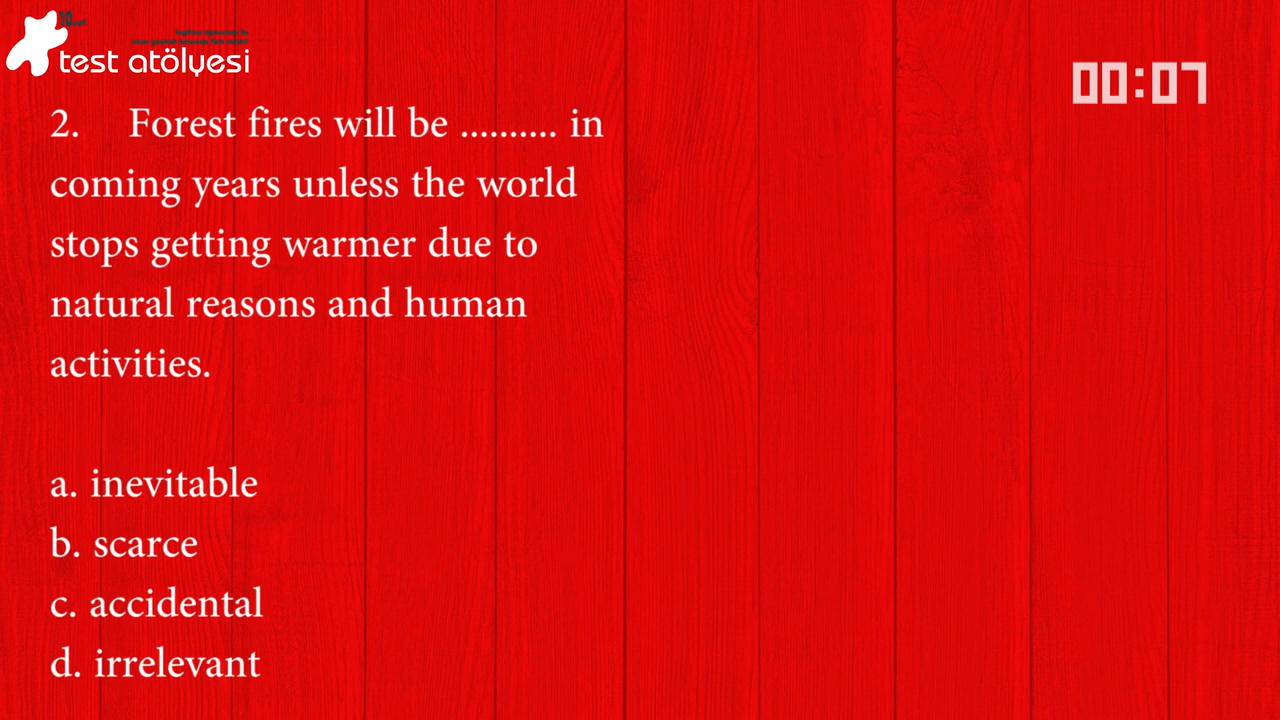 test atölyesi
00:07
2. Forest fires will be .......... in
coming years unless the world
stops getting warmer due to
natural reasons and human
activities.
a. inevitable
b. scarce
c. accidental
d. irrelevant